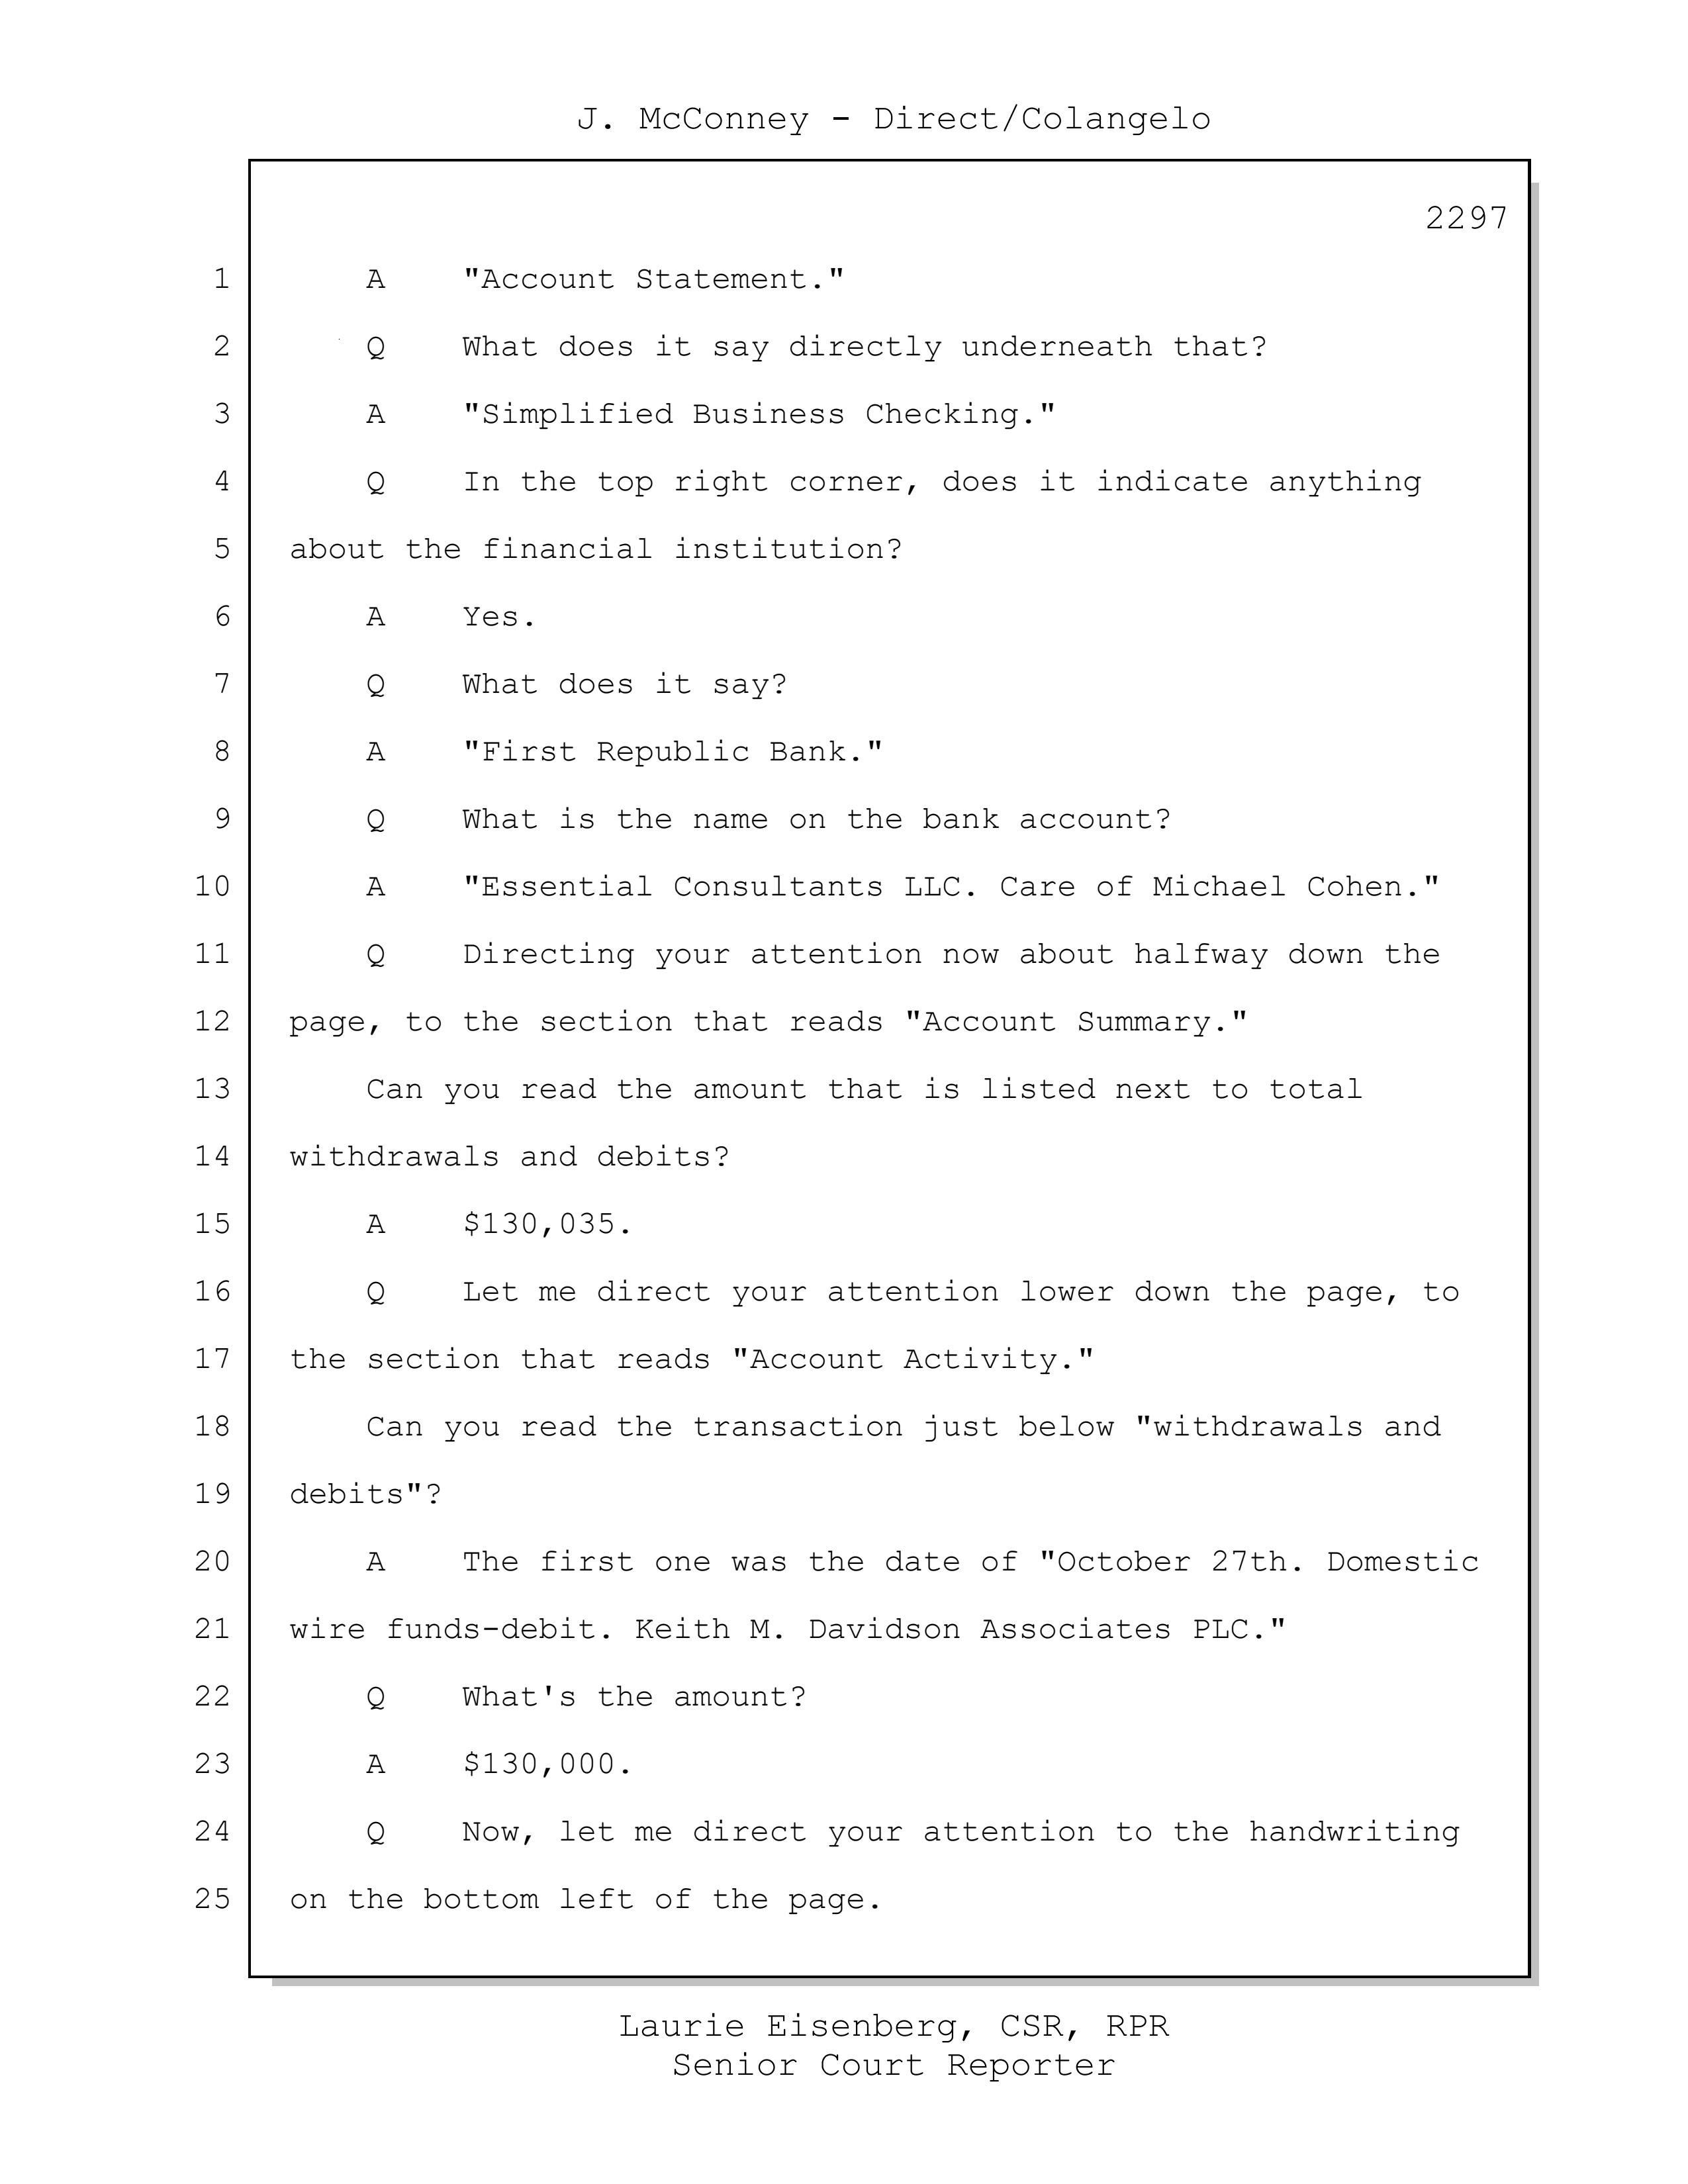 J. McConney - Direct/Colangelo
2297
1 A "Account Statement."
2 Q What does it say directly underneath that?
3 A "Simplified Business Checking."
4 Q In the top right corner, does it indicate anything
5 about the financial institution?
6 A Yes.
7 Q What does it say?
8 A "First Republic Bank."
9 Q What is the name on the bank account?
10 A "Essential Consultants LLC. Care of Michael Cohen."
11 Q Directing your attention now about halfway down the
12 page, to the section that reads "Account Summary."
13 Can you read the amount that is listed next to total
14 withdrawals and debits?
15 A $130,035.
16 Q Let me direct your attention lower down the page, to
17 the section that reads "Account Activity."
18 Can you read the transaction just below "withdrawals and
19 debits"?
20 A The first one was the date of "October 27th. Domestic
21 wire funds-debit. Keith M. Davidson Associates PLC."
22 Q What's the amount?
23 A $130,000.
24 Q Now, let me direct your attention to the handwriting
25 on the bottom left of the page.
Laurie Eisenberg, CSR, RPR
Senior Court Reporter